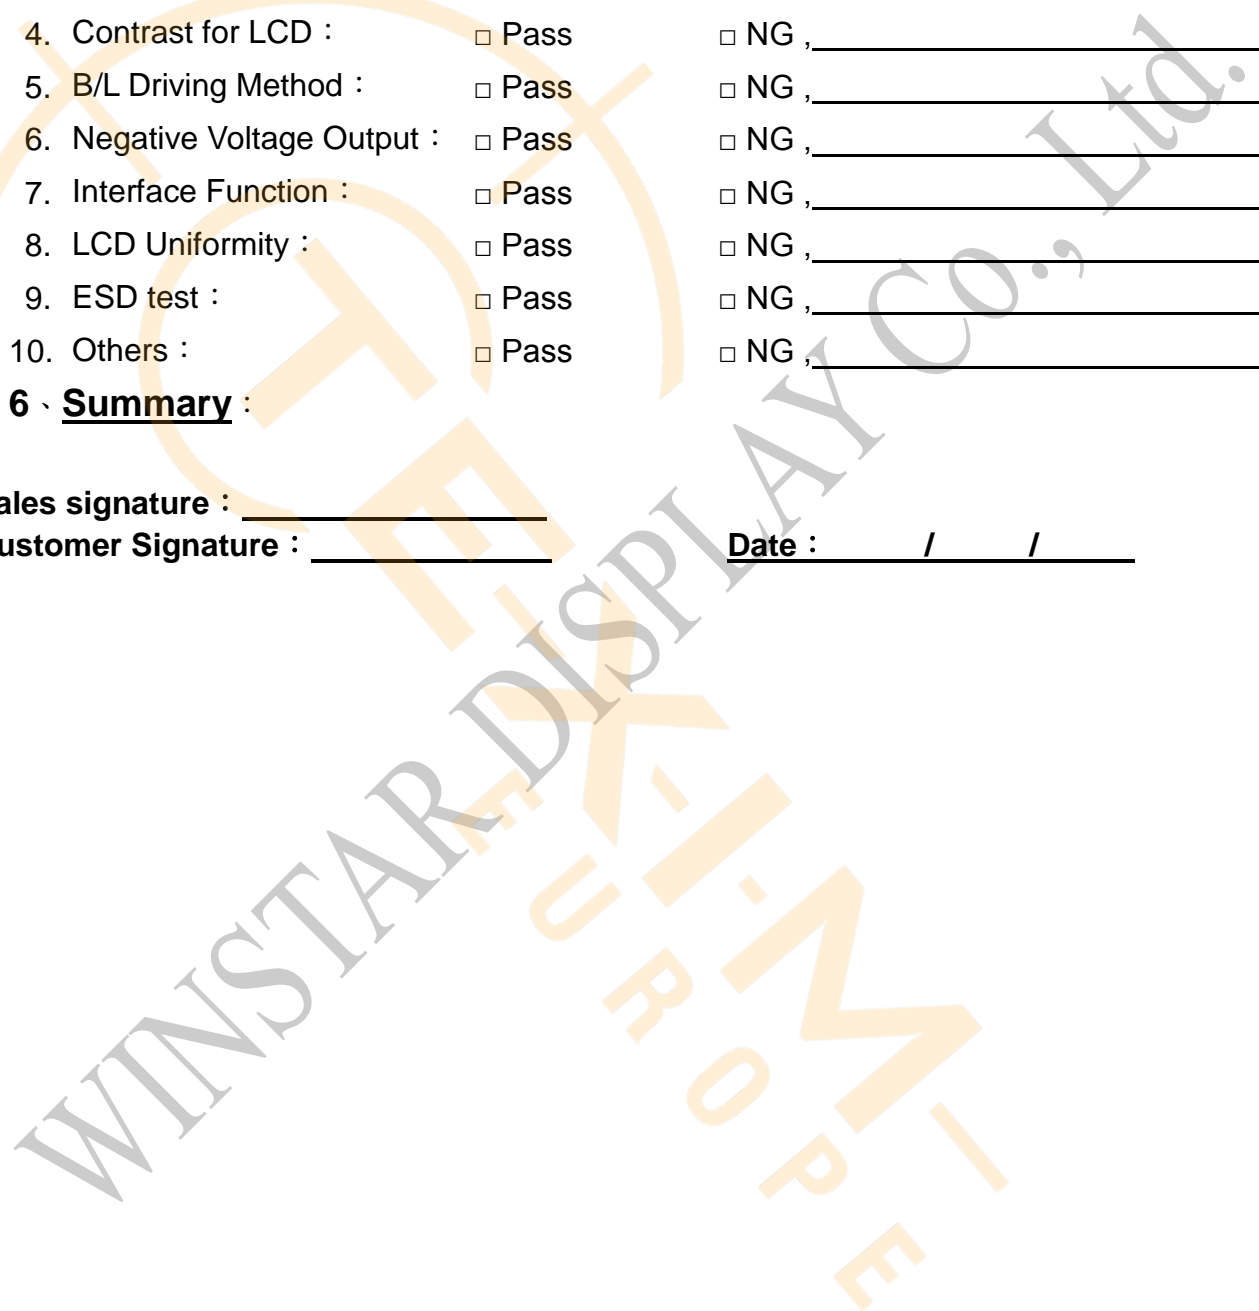 4. Contrast for LCD： □ Pass □ NG ,
5. B/L Driving Method： □ Pass □ NG ,
6. Negative Voltage Output： □ Pass □ NG ,
7. Interface Function： □ Pass □ NG ,
8. LCD Uniformity： □ Pass □ NG ,
9. ESD test： □ Pass □ NG ,
10. Others： □ Pass □ NG ,
6、Summary：
ales signature：
ustomer Signature： Date： / /
WINSTAR DISPLAY Co., Ltd.
TEXIM
EUROPE